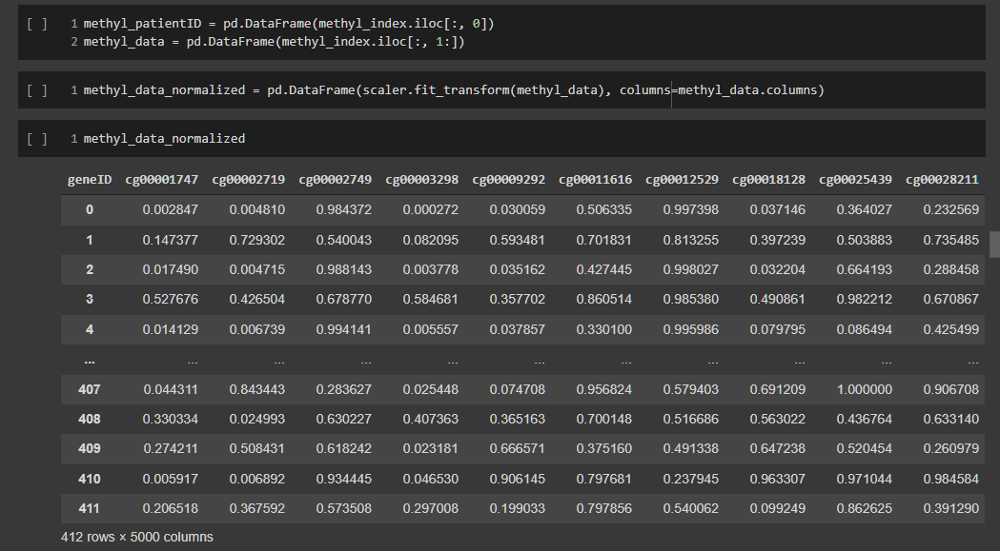 [ ] 1 methyl_patientID = pd.DataFrame(methyl_index.iloc[:, 0])
2 methyl_data = pd.DataFrame(methyl_index.iloc[:, 1:])
[ ] 1 methyl_data_normalized = pd.DataFrame(scaler.fit_transform(methyl_data), columns=methyl_data.columns)
[ ] 1 methyl_data_normalized
geneID cg00001747 cg00002719 cg00002749 cg00003298 cg00009292 cg00011616 cg00012529 cg00018128 cg00025439 cg00028211
0 0.002847 0.004810 0.984372 0.000272 0.030059 0.506335 0.997398 0.037146 0.364027 0.232569
1 0.147377 0.729302 0.540043 0.082095 0.593481 0.701831 0.813255 0.397239 0.503883 0.735485
2 0.017490 0.004715 0.988143 0.003778 0.035162 0.427445 0.998027 0.032204 0.664193 0.288458
3 0.527676 0.426504 0.678770 0.584681 0.357702 0.860514 0.985380 0.490861 0.982212 0.670867
4 0.014129 0.006739 0.994141 0.005557 0.037857 0.330100 0.995986 0.079795 0.086494 0.425499
... ... ... ... ... ... ... ... ... ... ...
407 0.044311 0.843443 0.283627 0.025448 0.074708 0.956824 0.579403 0.691209 1.000000 0.906708
408 0.330334 0.024993 0.630227 0.407363 0.365163 0.700148 0.516686 0.563022 0.436764 0.633140
409 0.274211 0.508431 0.618242 0.023181 0.666571 0.375160 0.491338 0.647238 0.520454 0.260979
410 0.005917 0.006892 0.934445 0.046530 0.906145 0.797681 0.237945 0.963307 0.971044 0.984584
411 0.206518 0.367592 0.573508 0.297008 0.199033 0.797856 0.540062 0.099249 0.862625 0.391290
412 rows × 5000 columns